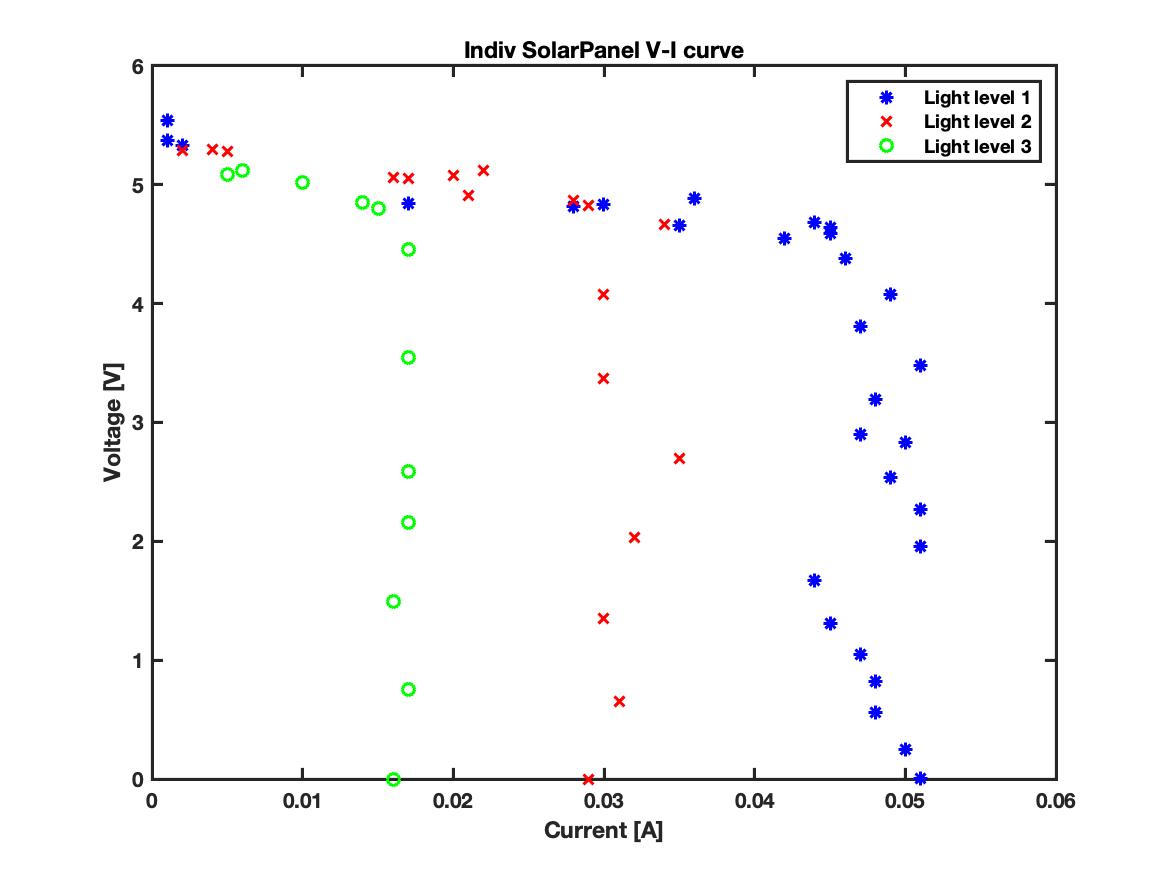 Indiv SolarPanel V-I curve
6
5
4
3
2
1
0
Voltage [V]
Light level 1
Light level 2
Light level 3
0 0.01 0.02 0.03 0.04 0.05 0.06
Current [A]